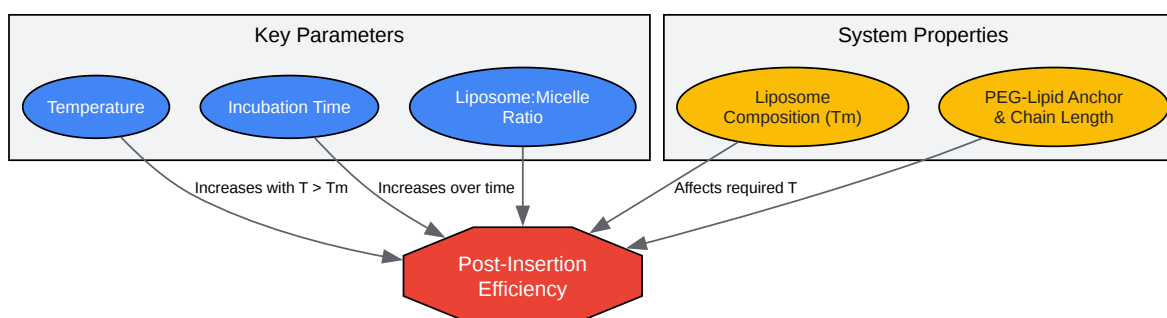 Key Parameters
System Properties
Temperature
Incubation Time
Liposome:Micelle
Ratio
Liposome
Composition (Tm)
PEG-Lipid Anchor
& Chain Length
Increases with T > Tm
Increases over time
Affects required T
Post-Insertion
Efficiency